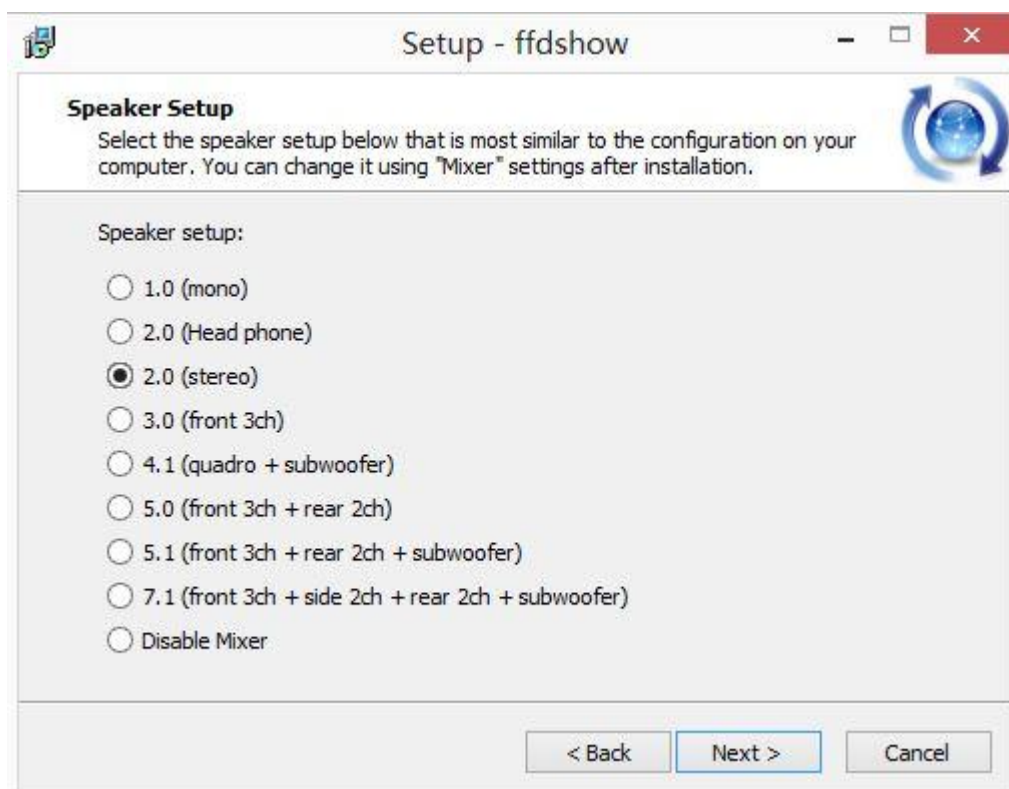 Setup - ffdshow
Speaker Setup
Select the speaker setup below that is most similar to the configuration on your
computer. You can change it using "Mixer" settings after installation.
Speaker setup:
1.0 (mono)
2.0 (Head phone)
2.0 (stereo)
3.0 (front 3ch)
4.1 (quadro + subwoofer)
5.0 (front 3ch + rear 2ch)
5.1 (front 3ch + rear 2ch + subwoofer)
7.1 (front 3ch + side 2ch + rear 2ch + subwoofer)
Disable Mixer
< Back Next > Cancel